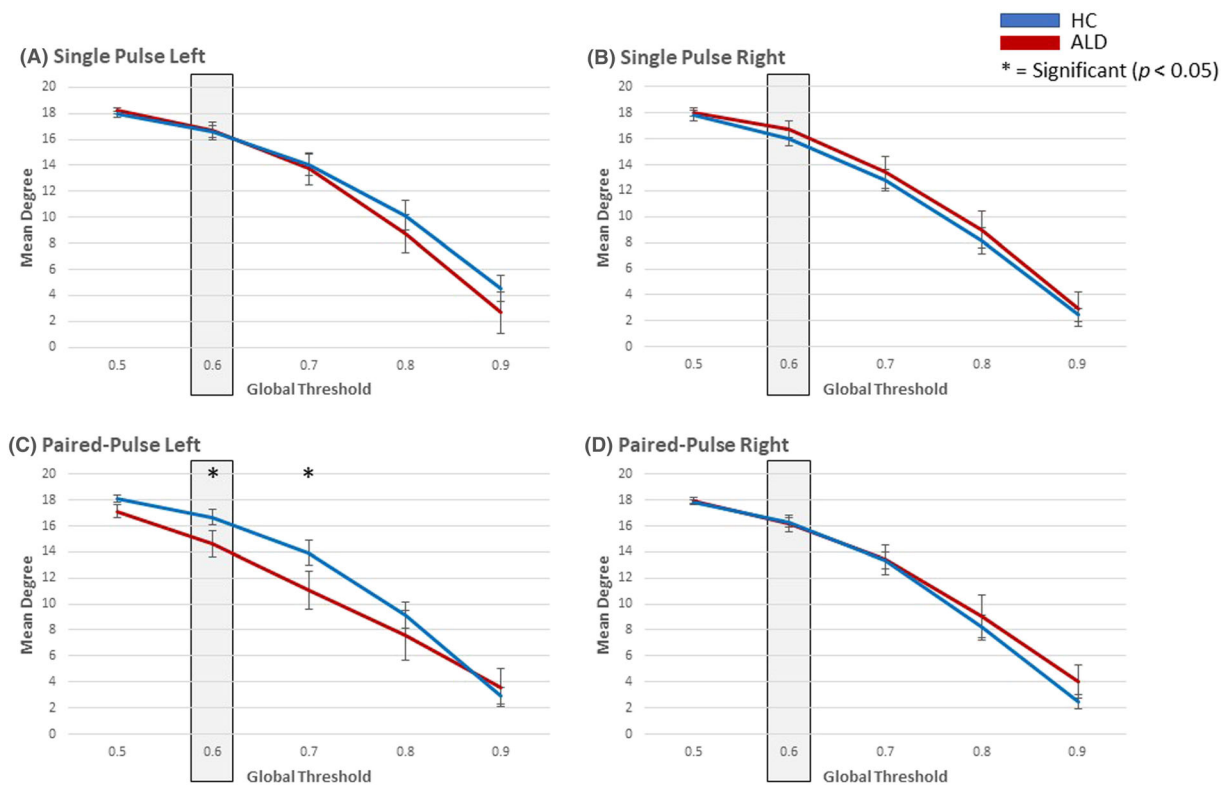 HC
ALD
* = Significant (p < 0.05)
(A) Single Pulse Left
20
18
16
14
12
10
8
6
4
2
0
Mean Degree
0.5 0.6 0.7 0.8 0.9
Global Threshold
(B) Single Pulse Right
20
18
16
14
12
10
8
6
4
2
0
Mean Degree
0.5 0.6 0.7 0.8 0.9
Global Threshold
(C) Paired-Pulse Left
* *
20
18
16
14
12
10
8
6
4
2
0
Mean Degree
0.5 0.6 0.7 0.8 0.9
Global Threshold
(D) Paired-Pulse Right
20
18
16
14
12
10
8
6
4
2
0
Mean Degree
0.5 0.6 0.7 0.8 0.9
Global Threshold